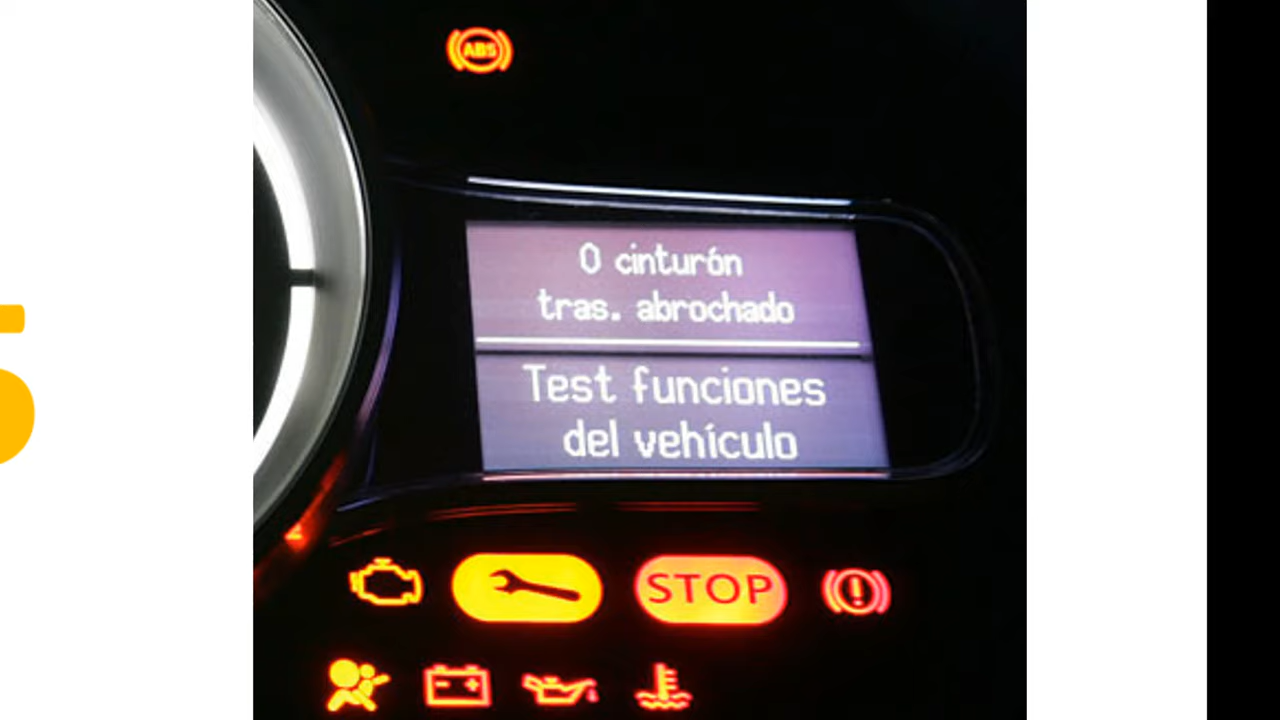 ABS
0 cinturón
tras. abrochado
Test funciones
del vehículo
STOP